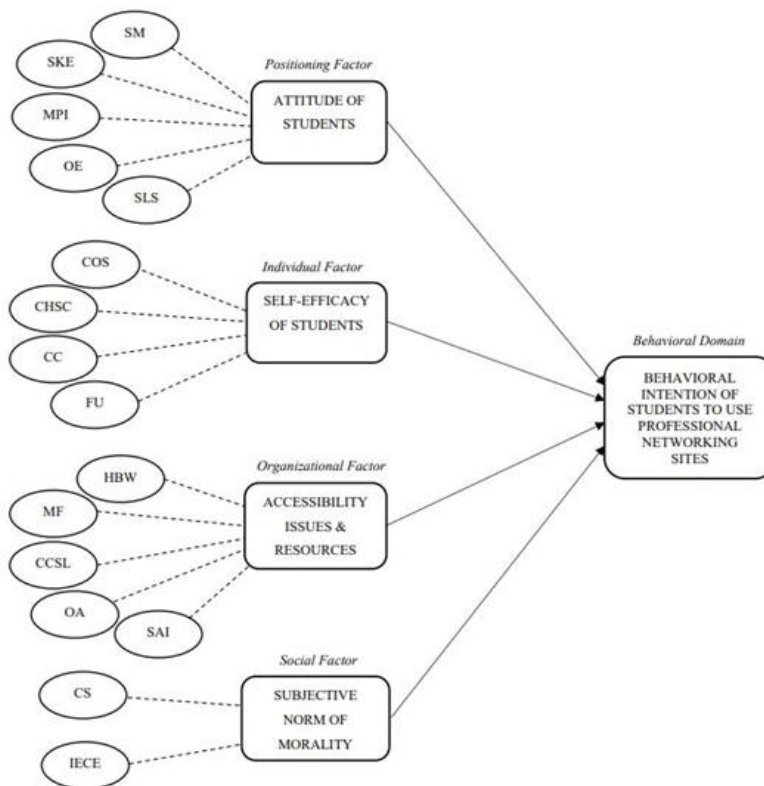 SM
SKE
MPI
OE
SLS
Positioning Factor
ATTITUDE OF
STUDENTS
COS
CHSC
CC
FU
Individual Factor
SELF-EFFICACY
OF STUDENTS
Behavioral Domain
BEHAVIORAL
INTENTION OF
STUDENTS TO USE
PROFESSIONAL
NETWORKING
SITES
HBW
MF
CCSL
OA
SAI
Organizational Factor
ACCESSIBILITY
ISSUES &
RESOURCES
CS
IECE
Social Factor
SUBJECTIVE
NORM OF
MORALITY